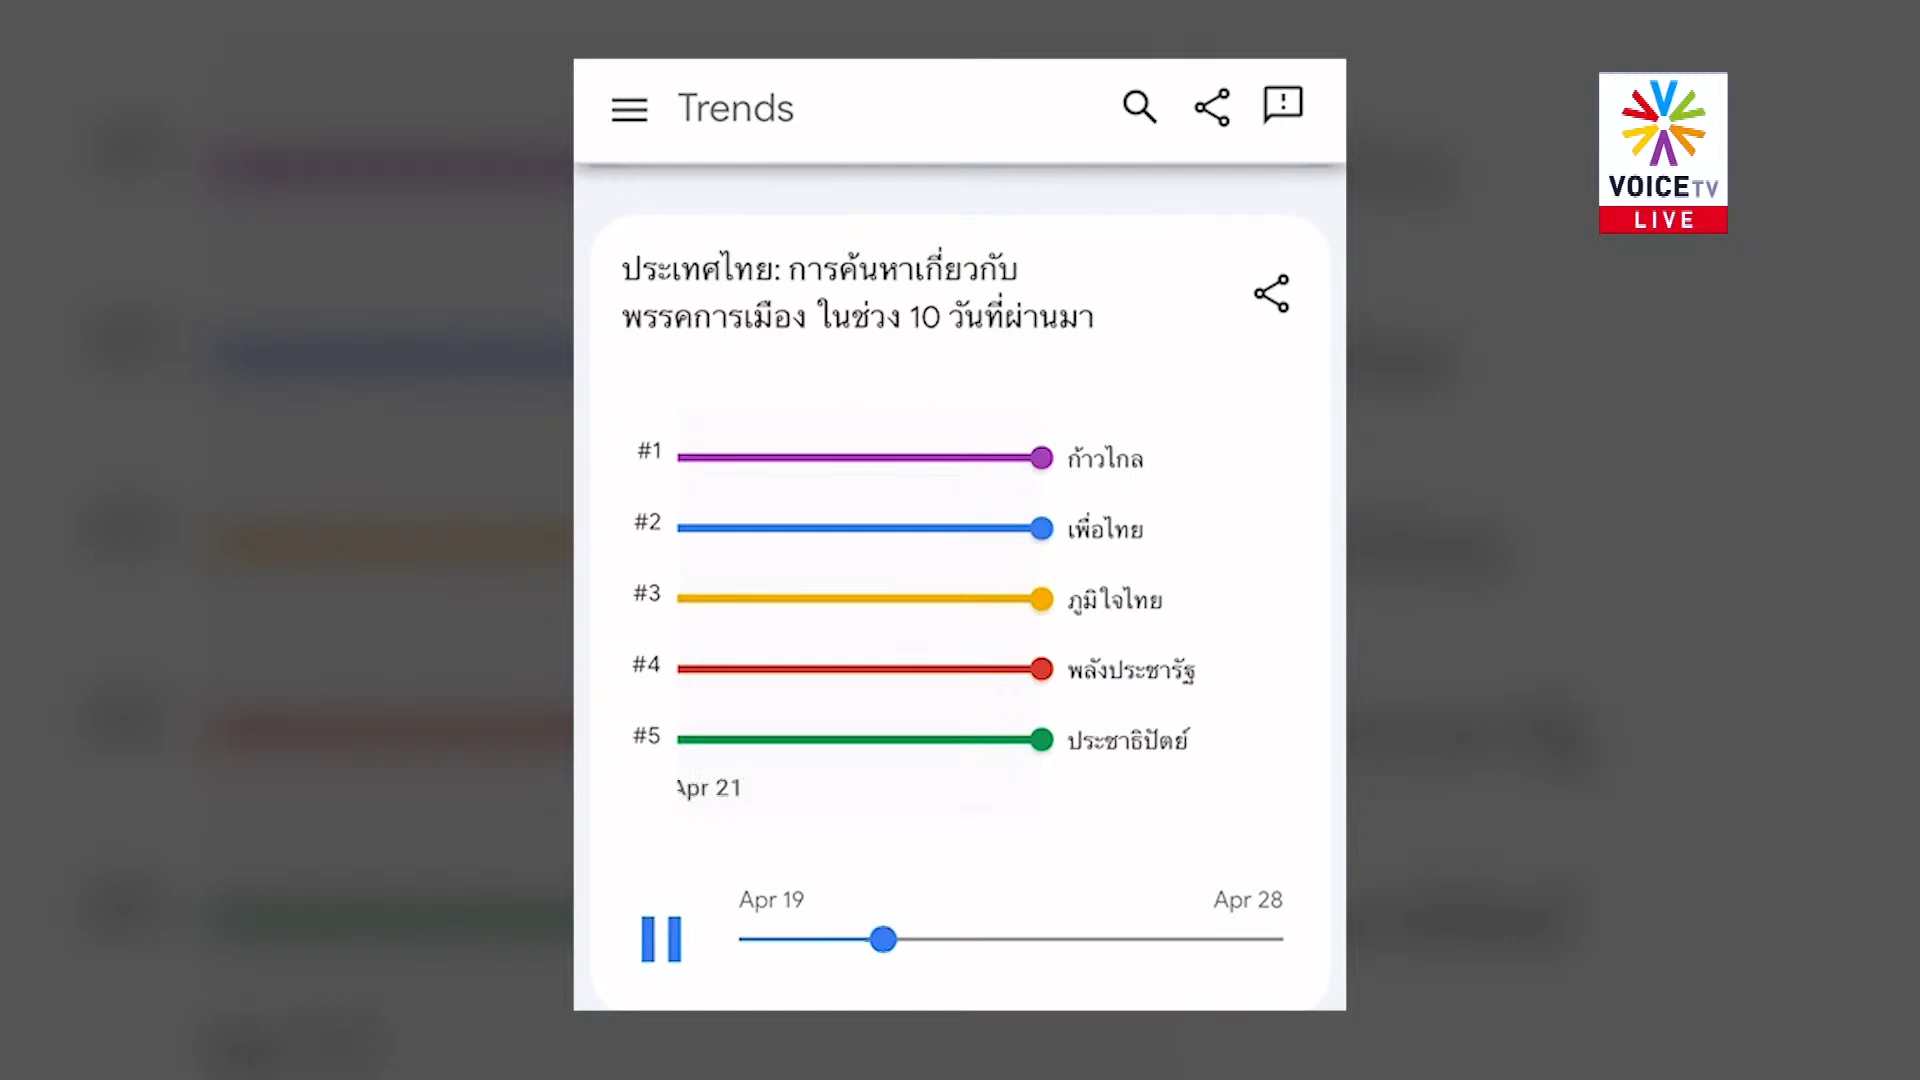 Trends
VOICE TV
LIVE
ประเทศไทย: การค้นหาเกี่ยวกับ
พรรคการเมือง ในช่วง 10 วันที่ผ่านมา
#1 ก้าวไกล
#2 เพื่อไทย
#3 ภูมิใจไทย
#4 พลังประชารัฐ
#5 ประชาธิปัตย์
Apr 21
Apr 19 Apr 28